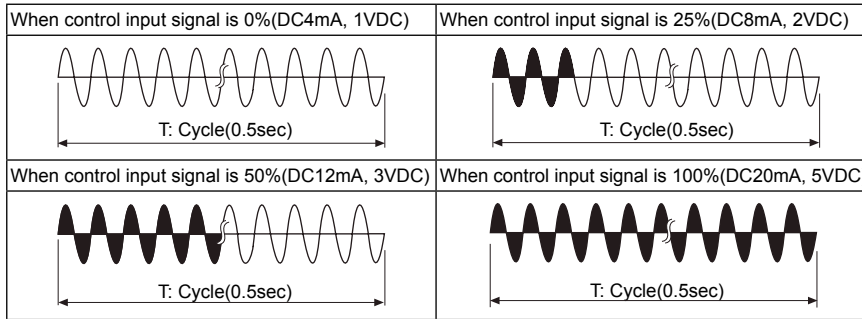 When control input signal is 0%(DC4mA, 1VDC)
When control input signal is 25%(DC8mA, 2VDC)
T: Cycle(0.5sec)
T: Cycle(0.5sec)
When control input signal is 50%(DC12mA, 3VDC)
When control input signal is 100%(DC20mA, 5VDC
T: Cycle(0.5sec)
T: Cycle(0.5sec)